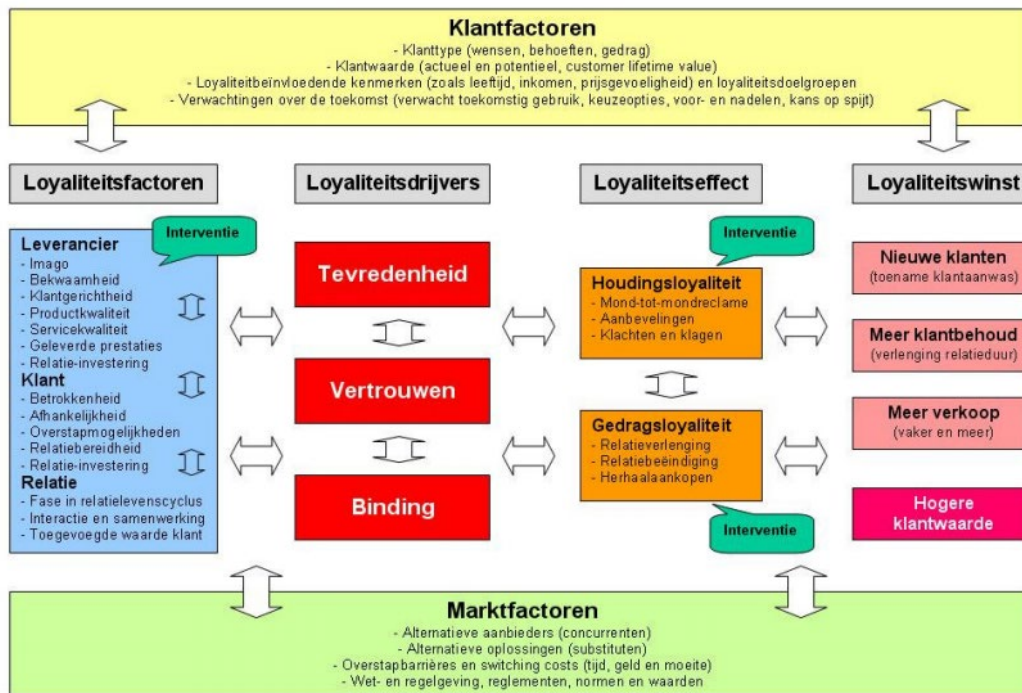 Klantfactoren
- Klanttype (wensen, behoeften, gedrag)
- Klantwaarde (actueel en potentieel, customer lifetime value)
- Loyaliteitbeïnvloedende kenmerken (zoals leeftijd, inkomen, prijsgevoeligheid) en loyaliteitsdoelgroepen
- Verwachtingen over de toekomst (verwacht toekomstig gebruik, keuzeopties, voor- en nadelen, kans op spijt)
Loyaliteitsfactoren
Interventie
Leverancier
- Imago
- Bekwaamheid
- Klantgerichtheid
- Productkwaliteit
- Servicekwaliteit
- Geleverde prestaties
- Relatie-investering
Klant
- Betrokkenheid
- Afhankelijkheid
- Overstapmogelijkheden
- Relatiebereidheid
- Relatie-investering
Relatie
- Fase in relatielevenscyclus
- Interactie en samenwerking
- Toegevoegde waarde klant
Loyaliteitsdrijvers
Tevredenheid
Vertrouwen
Binding
Loyaliteitseffect
Interventie
Houdingsloyaliteit
- Mond-tot-mondreclame
- Aanbevelingen
- Klachten en klagen
Gedragsloyaliteit
- Relatieverlenging
- Relatiebeëindiging
- Herhaalaankopen
Interventie
Loyaliteitswinst
Nieuwe klanten
(toename klantaanwas)
Meer klantbehoud
(verlenging relatieduur)
Meer verkoop
(vaker en meer)
Hogere
klantwaarde
Marktfactoren
- Alternatieve aanbieders (concurrenten)
- Alternatieve oplossingen (substituten)
- Overstapbarrières en switching costs (tijd, geld en moeite)
- Wet- en regelgeving, reglementen, normen en waarden